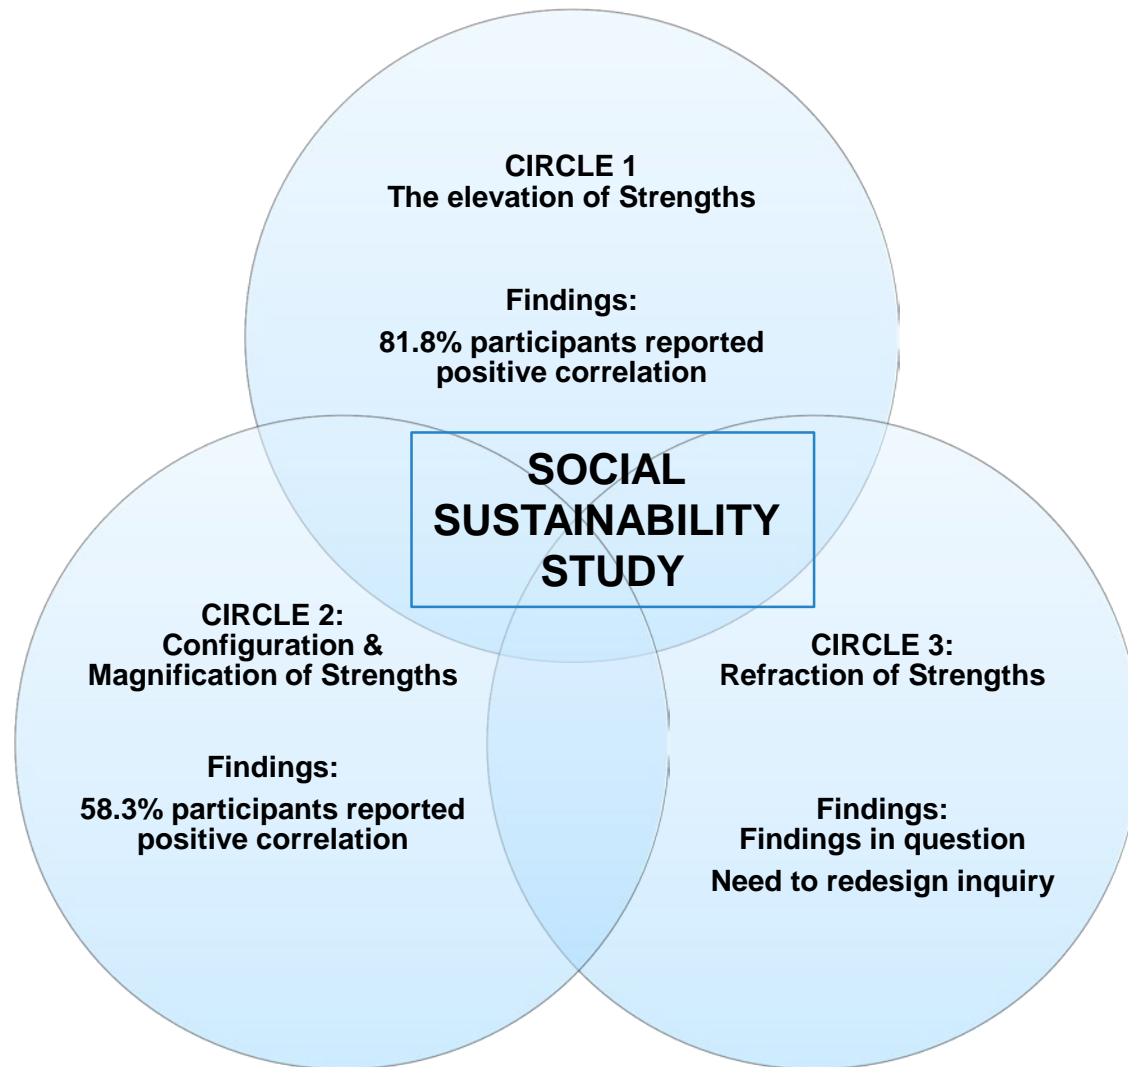 CIRCLE 1
The elevation of Strengths
Findings:
81.8% participants reported
positive correlation
SOCIAL
SUSTAINABILITY
STUDY
CIRCLE 2:
Configuration &
Magnification of Strengths
Findings:
58.3% participants reported
positive correlation
CIRCLE 3:
Refraction of Strengths
Findings:
Findings in question
Need to redesign inquiry